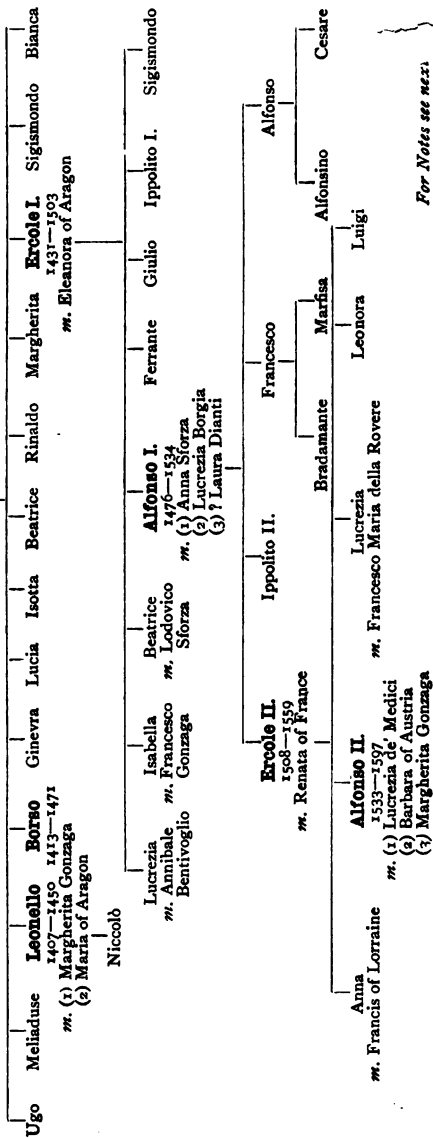 Ugo Meliaduse Leonello Borso Ginevra Lucia Isotta Beatrice Rinaldo Margherita Ercole I. Sigismondo Bianca
1407—1450 1413—1471 1431—1503
m. (1) Margherita Gonzaga m. Eleanora of Aragon
(2) Maria of Aragon
Niccolò
Lucrezia Isabella Beatrice Alfonso I. Ferrante Giulio Ippolito I. Sigismondo
m. Annibale m. Francesco m. Lodovico 1476—1534
Bentivoglio Gonzaga Sforza m. (1) Anna Sforza
(2) Lucrezia Borgia
(3) ? Laura Dianti
Ercole II. Ippolito II. Francesco Alfonso
1508—1559
m. Renata of France
Bradamante Marfisa Alfonsino Cesare
Anna Alfonso II. Lucrezia Leonora Luigi
m. Francis of Lorraine 1533—1597 m. Francesco Maria della Rovere
m. (1) Lucrezia de' Medici
(2) Barbara of Austria
(3) Margherita Gonzaga
For Notes see